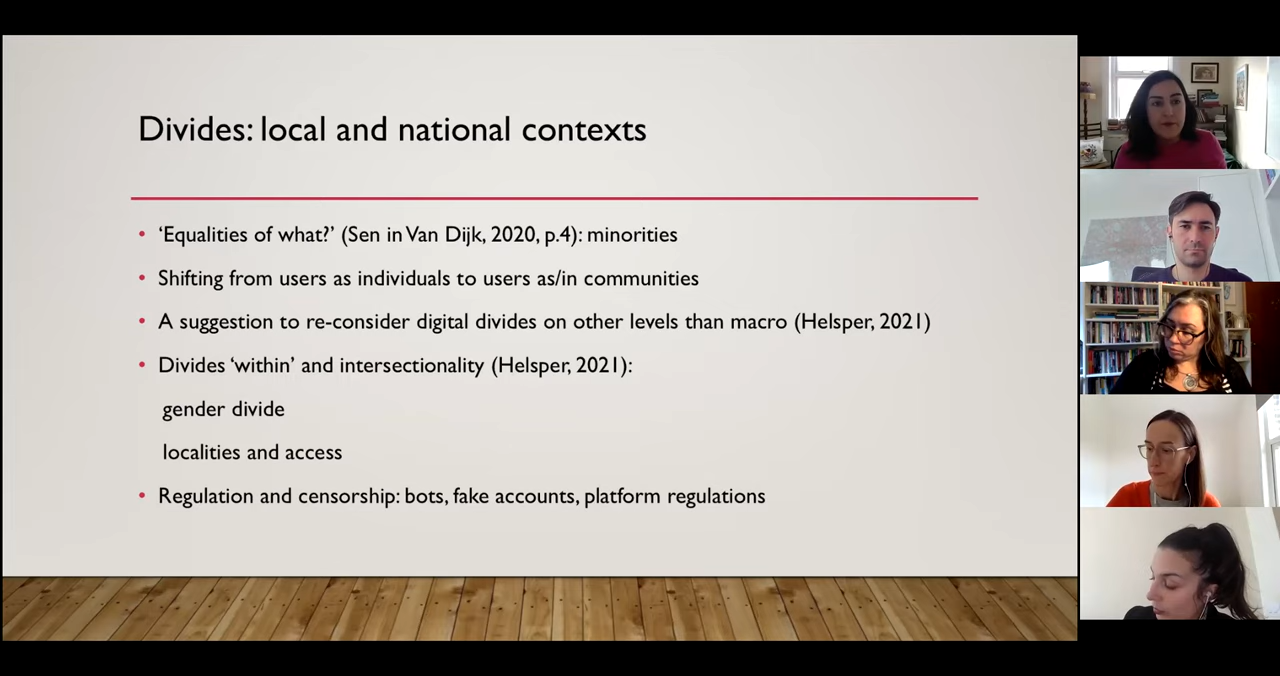 Divides: local and national contexts
• ‘Equalities of what?’ (Sen in Van Dijk, 2020, p.4): minorities
• Shifting from users as individuals to users as/in communities
• A suggestion to re-consider digital divides on other levels than macro (Helsper, 2021)
• Divides ‘within’ and intersectionality (Helsper, 2021):
gender divide
localities and access
• Regulation and censorship: bots, fake accounts, platform regulations